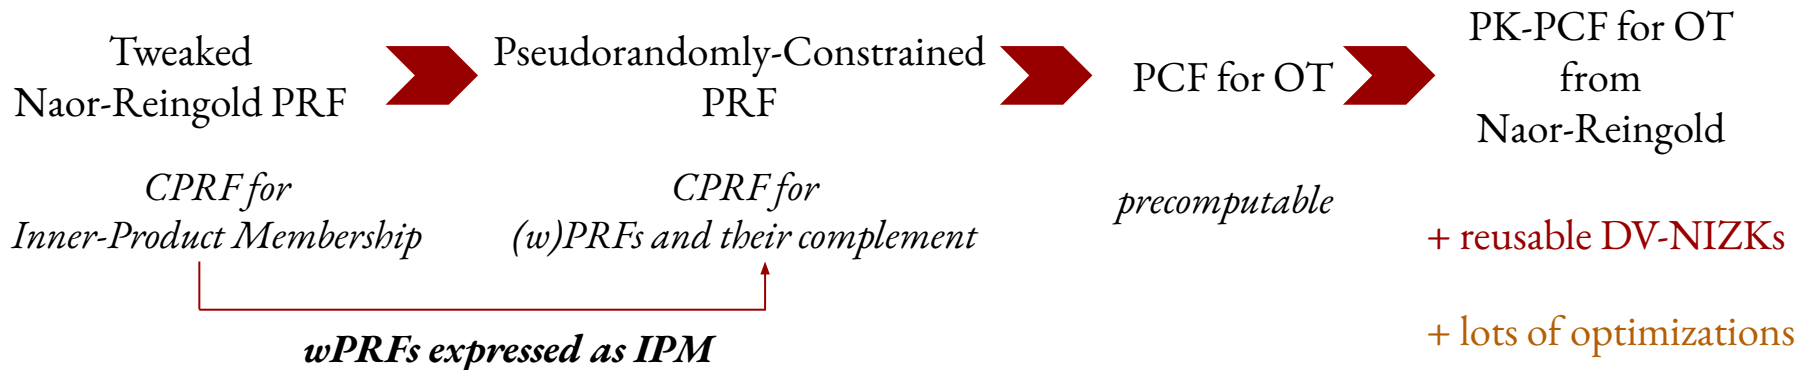 Tweaked
Naor-Reingold PRF
Pseudorandomly-Constrained
PRF
PCF for OT
PK-PCF for OT
from
Naor-Reingold
CPRF for
Inner-Product Membership
CPRF for
(w)PRFs and their complement
precomputable
+ reusable DV-NIZKs
+ lots of optimizations
wPRFs expressed as IPM